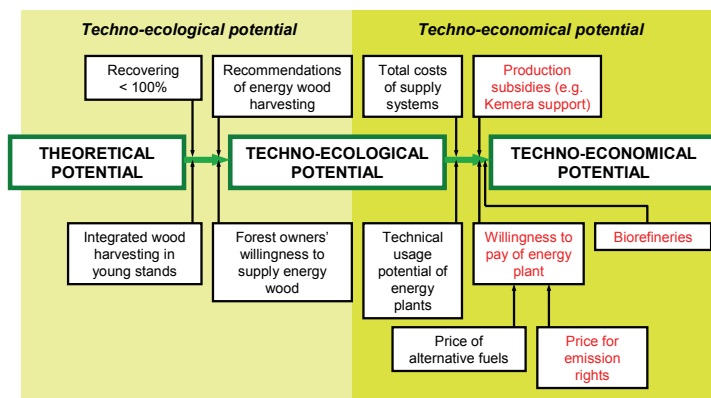 Techno-ecological potential
Techno-economical potential
Recovering
< 100%
Recommendations
of energy wood
harvesting
Total costs
of supply
systems
Production
subsidies (e.g.
Kemera support)
THEORETICAL
POTENTIAL
TECHNO-ECOLOGICAL
POTENTIAL
TECHNO-ECONOMICAL
POTENTIAL
Integrated wood
harvesting in
young stands
Forest owners'
willingness to
supply energy
wood
Technical
usage
potential of
energy
plants
Willingness to
pay of energy
plant
Biorefineries
Price of
alternative fuels
Price for
emission
rights